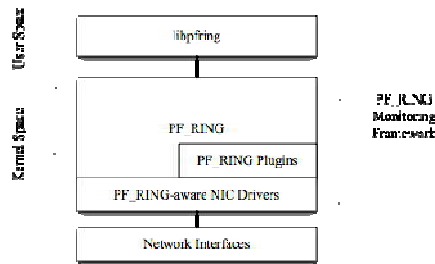 User Space
libpfring
Kernel Space
PF_RING
PF_RING Plugins
PF_RING-aware NIC Drivers
Network Interfaces
PF_RING
Monitoring
Framework